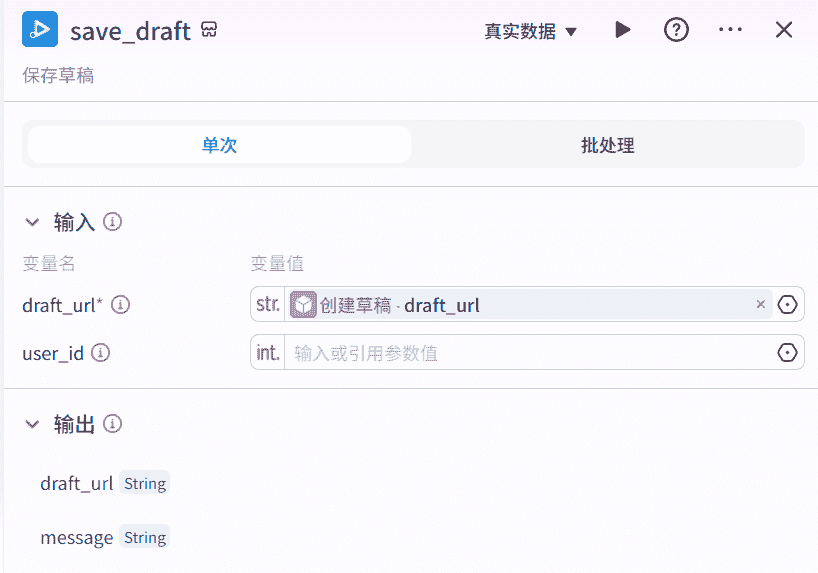 save_draft
真实数据
保存草稿
单次 批处理
输入
变量名 变量值
draft_url* str. 创建草稿 · draft_url
user_id int. 输入或引用参数值
输出
draft_url String
message String